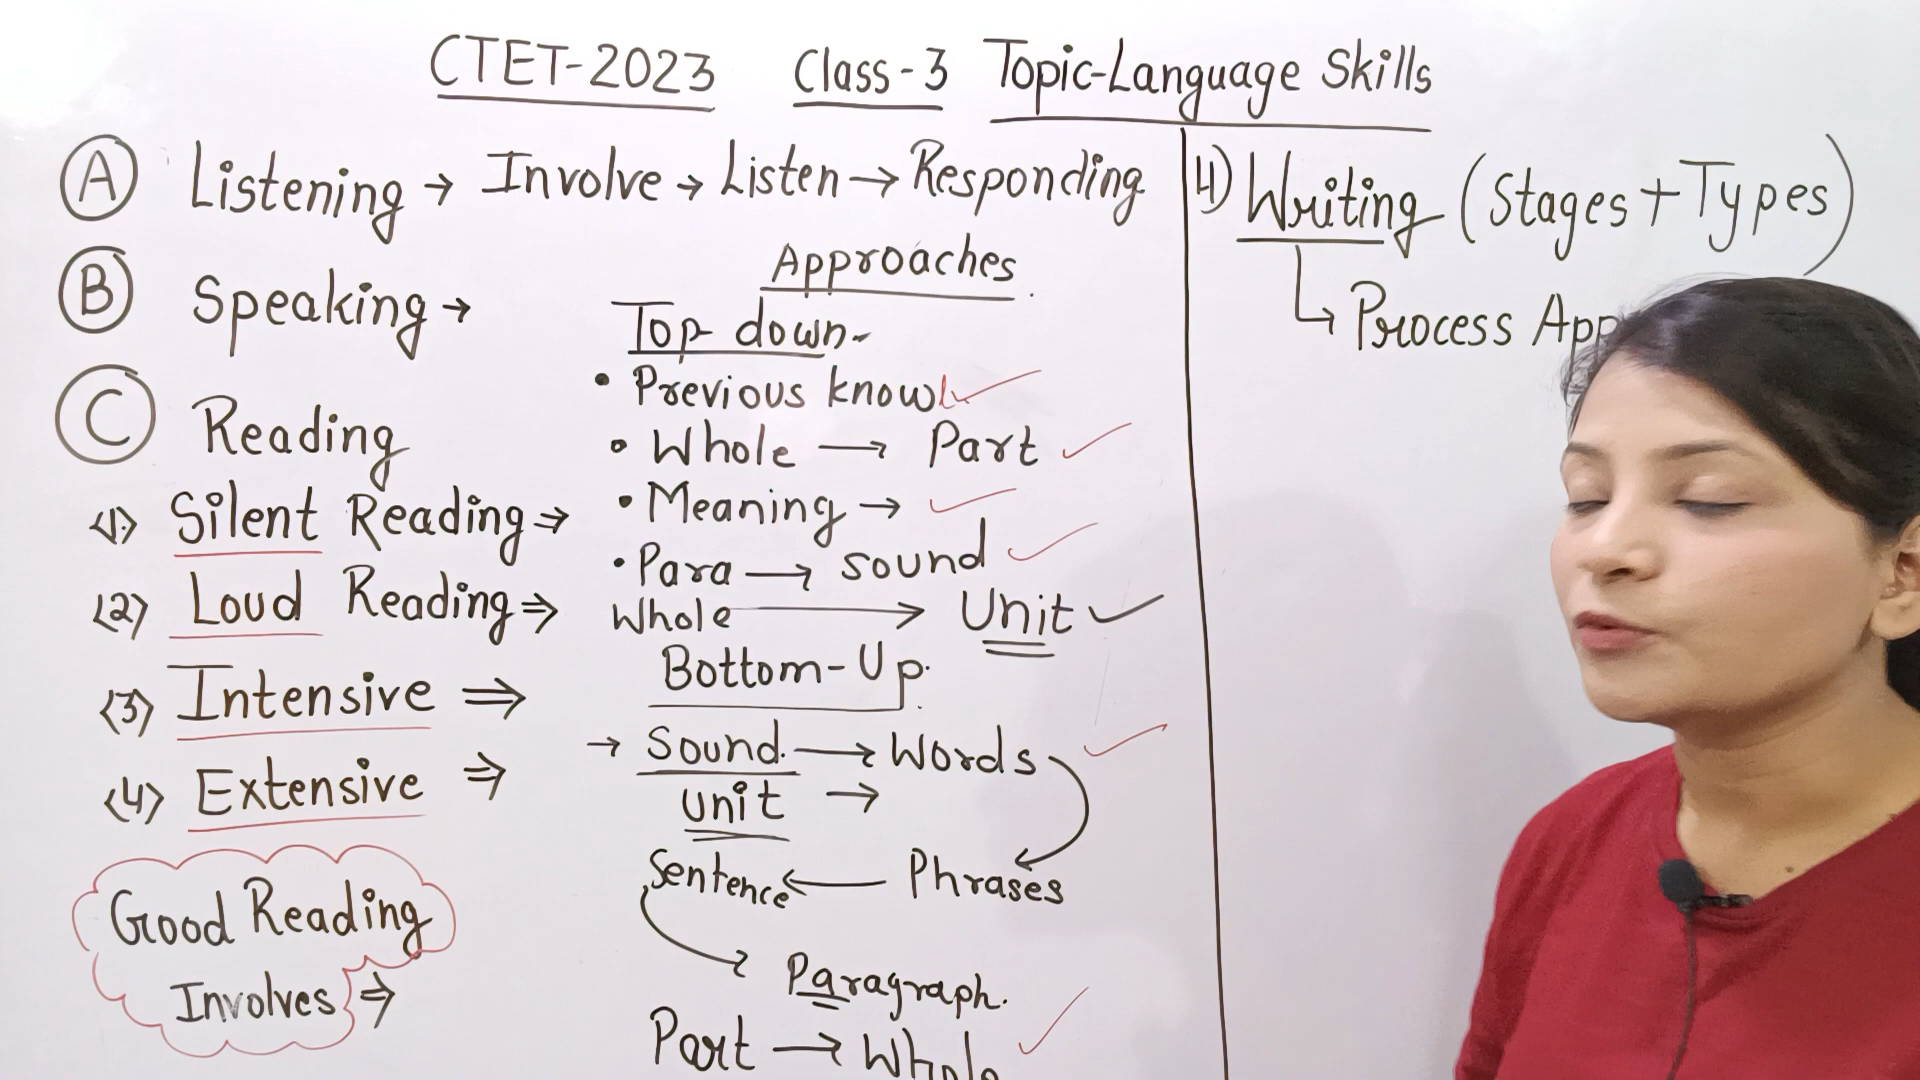 CTET-2023 Class-3 Topic-Language Skills
A Listening → Involve → Listen → Responding
B Speaking →
C Reading
<1> Silent Reading ⇒
<2> Loud Reading ⇒
<3> Intensive ⇒
<4> Extensive ⇒
Good Reading
Involves ⇒
Approaches
Top down-
• Previous knowl
• Whole → Part
• Meaning →
• Para → sound
Whole → Unit
Bottom-Up.
→ Sound. → Words
unit →
Sentence ← Phrases
Paragraph.
Part → Whole
4) Writing (Stages + Types)
↳ Process App